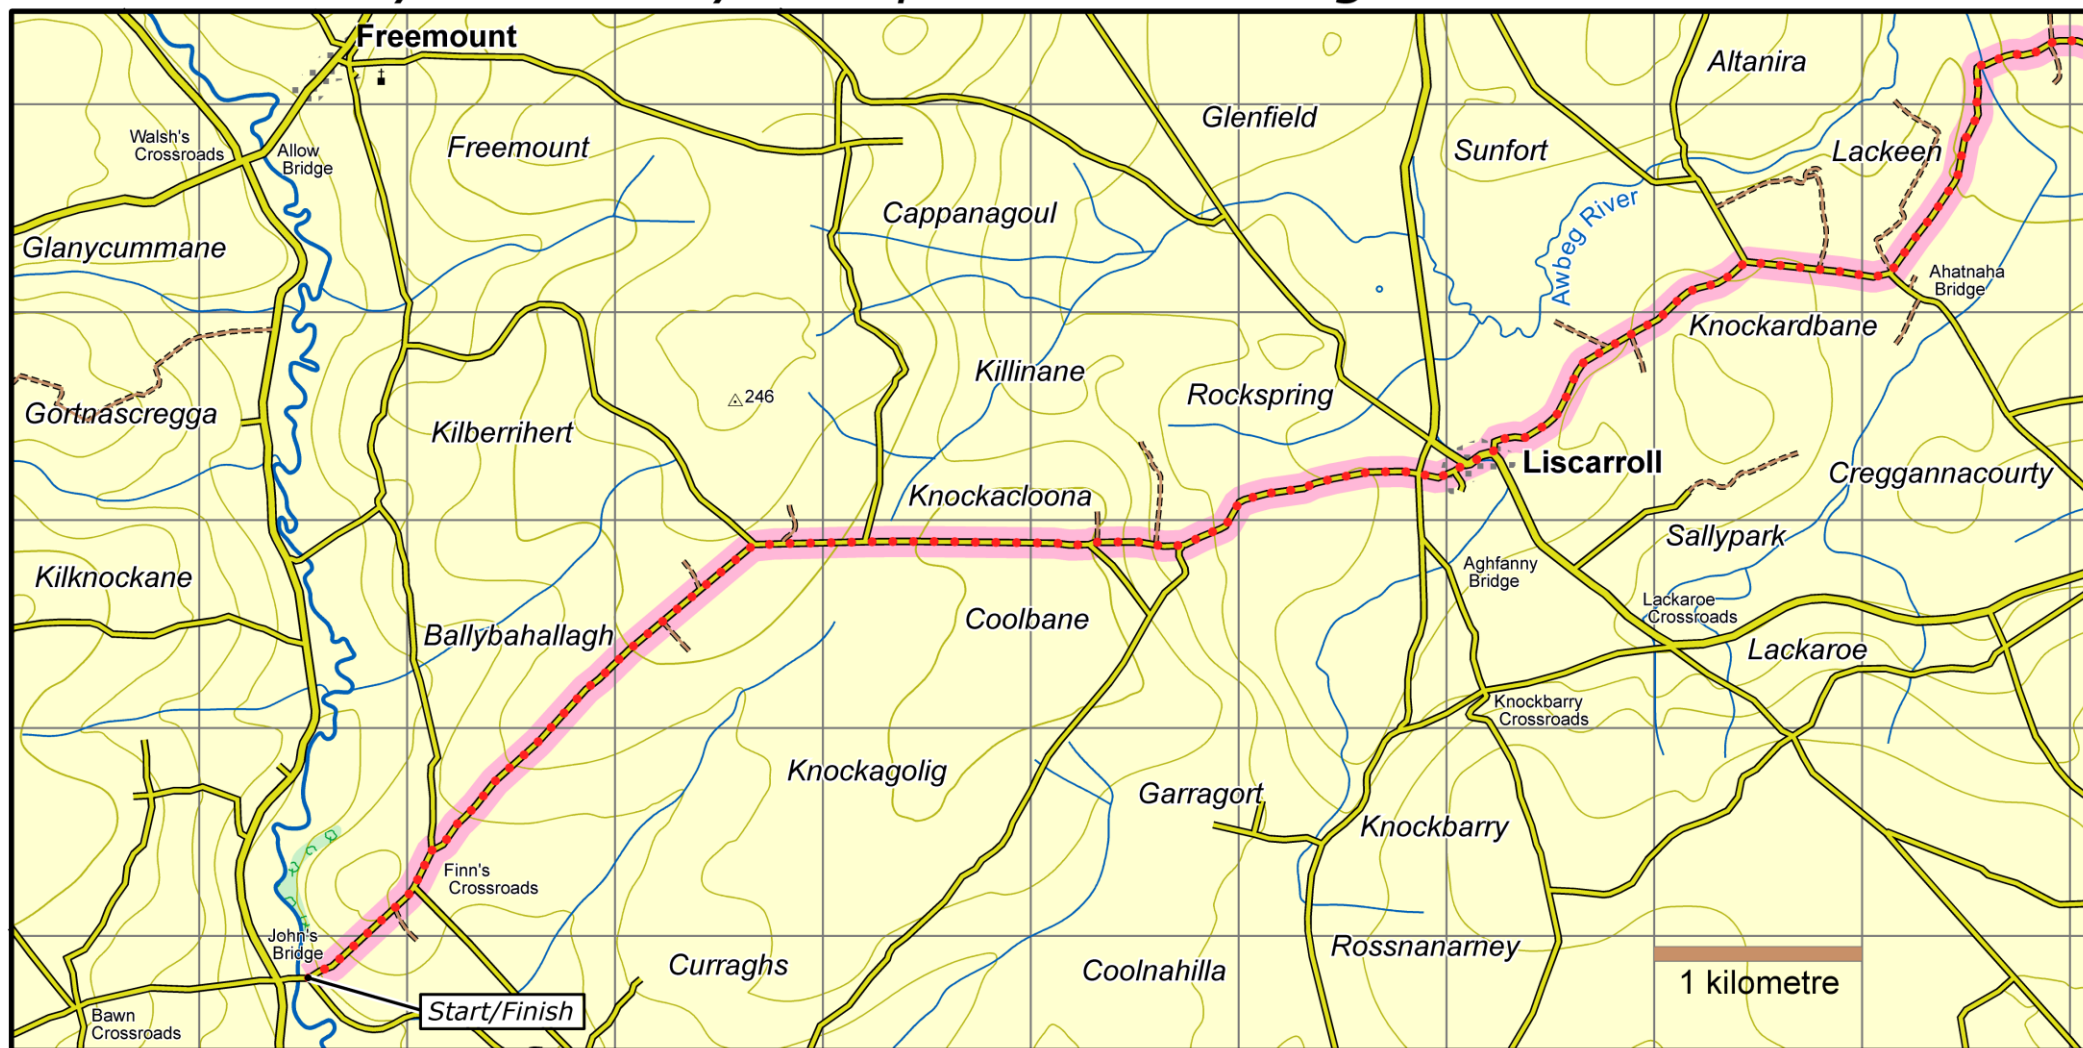 Freemount
Altanira
Glenfield
Walsh's
Crossroads
Allow
Bridge
Freemount
Sunfort
Lackeen
Cappanagoul
Awbeg River
Glanycummane
Ahatnaha
Bridge
Knockardbane
Killinane
Rockspring
246
Gortnascregga
Kilberrihert
Liscarroll
Creggannacourty
Knockacloona
Sallypark
Kilknockane
Aghfanny
Bridge
Lackaroe
Crossroads
Coolbane
Ballybahallagh
Lackaroe
Knockbarry
Crossroads
Knockagolig
Garragort
Knockbarry
Finn's
Crossroads
John's
Bridge
Rossnanarney
Curraghs
Coolnahilla
1 kilometre
Start/Finish
Bawn
Crossroads